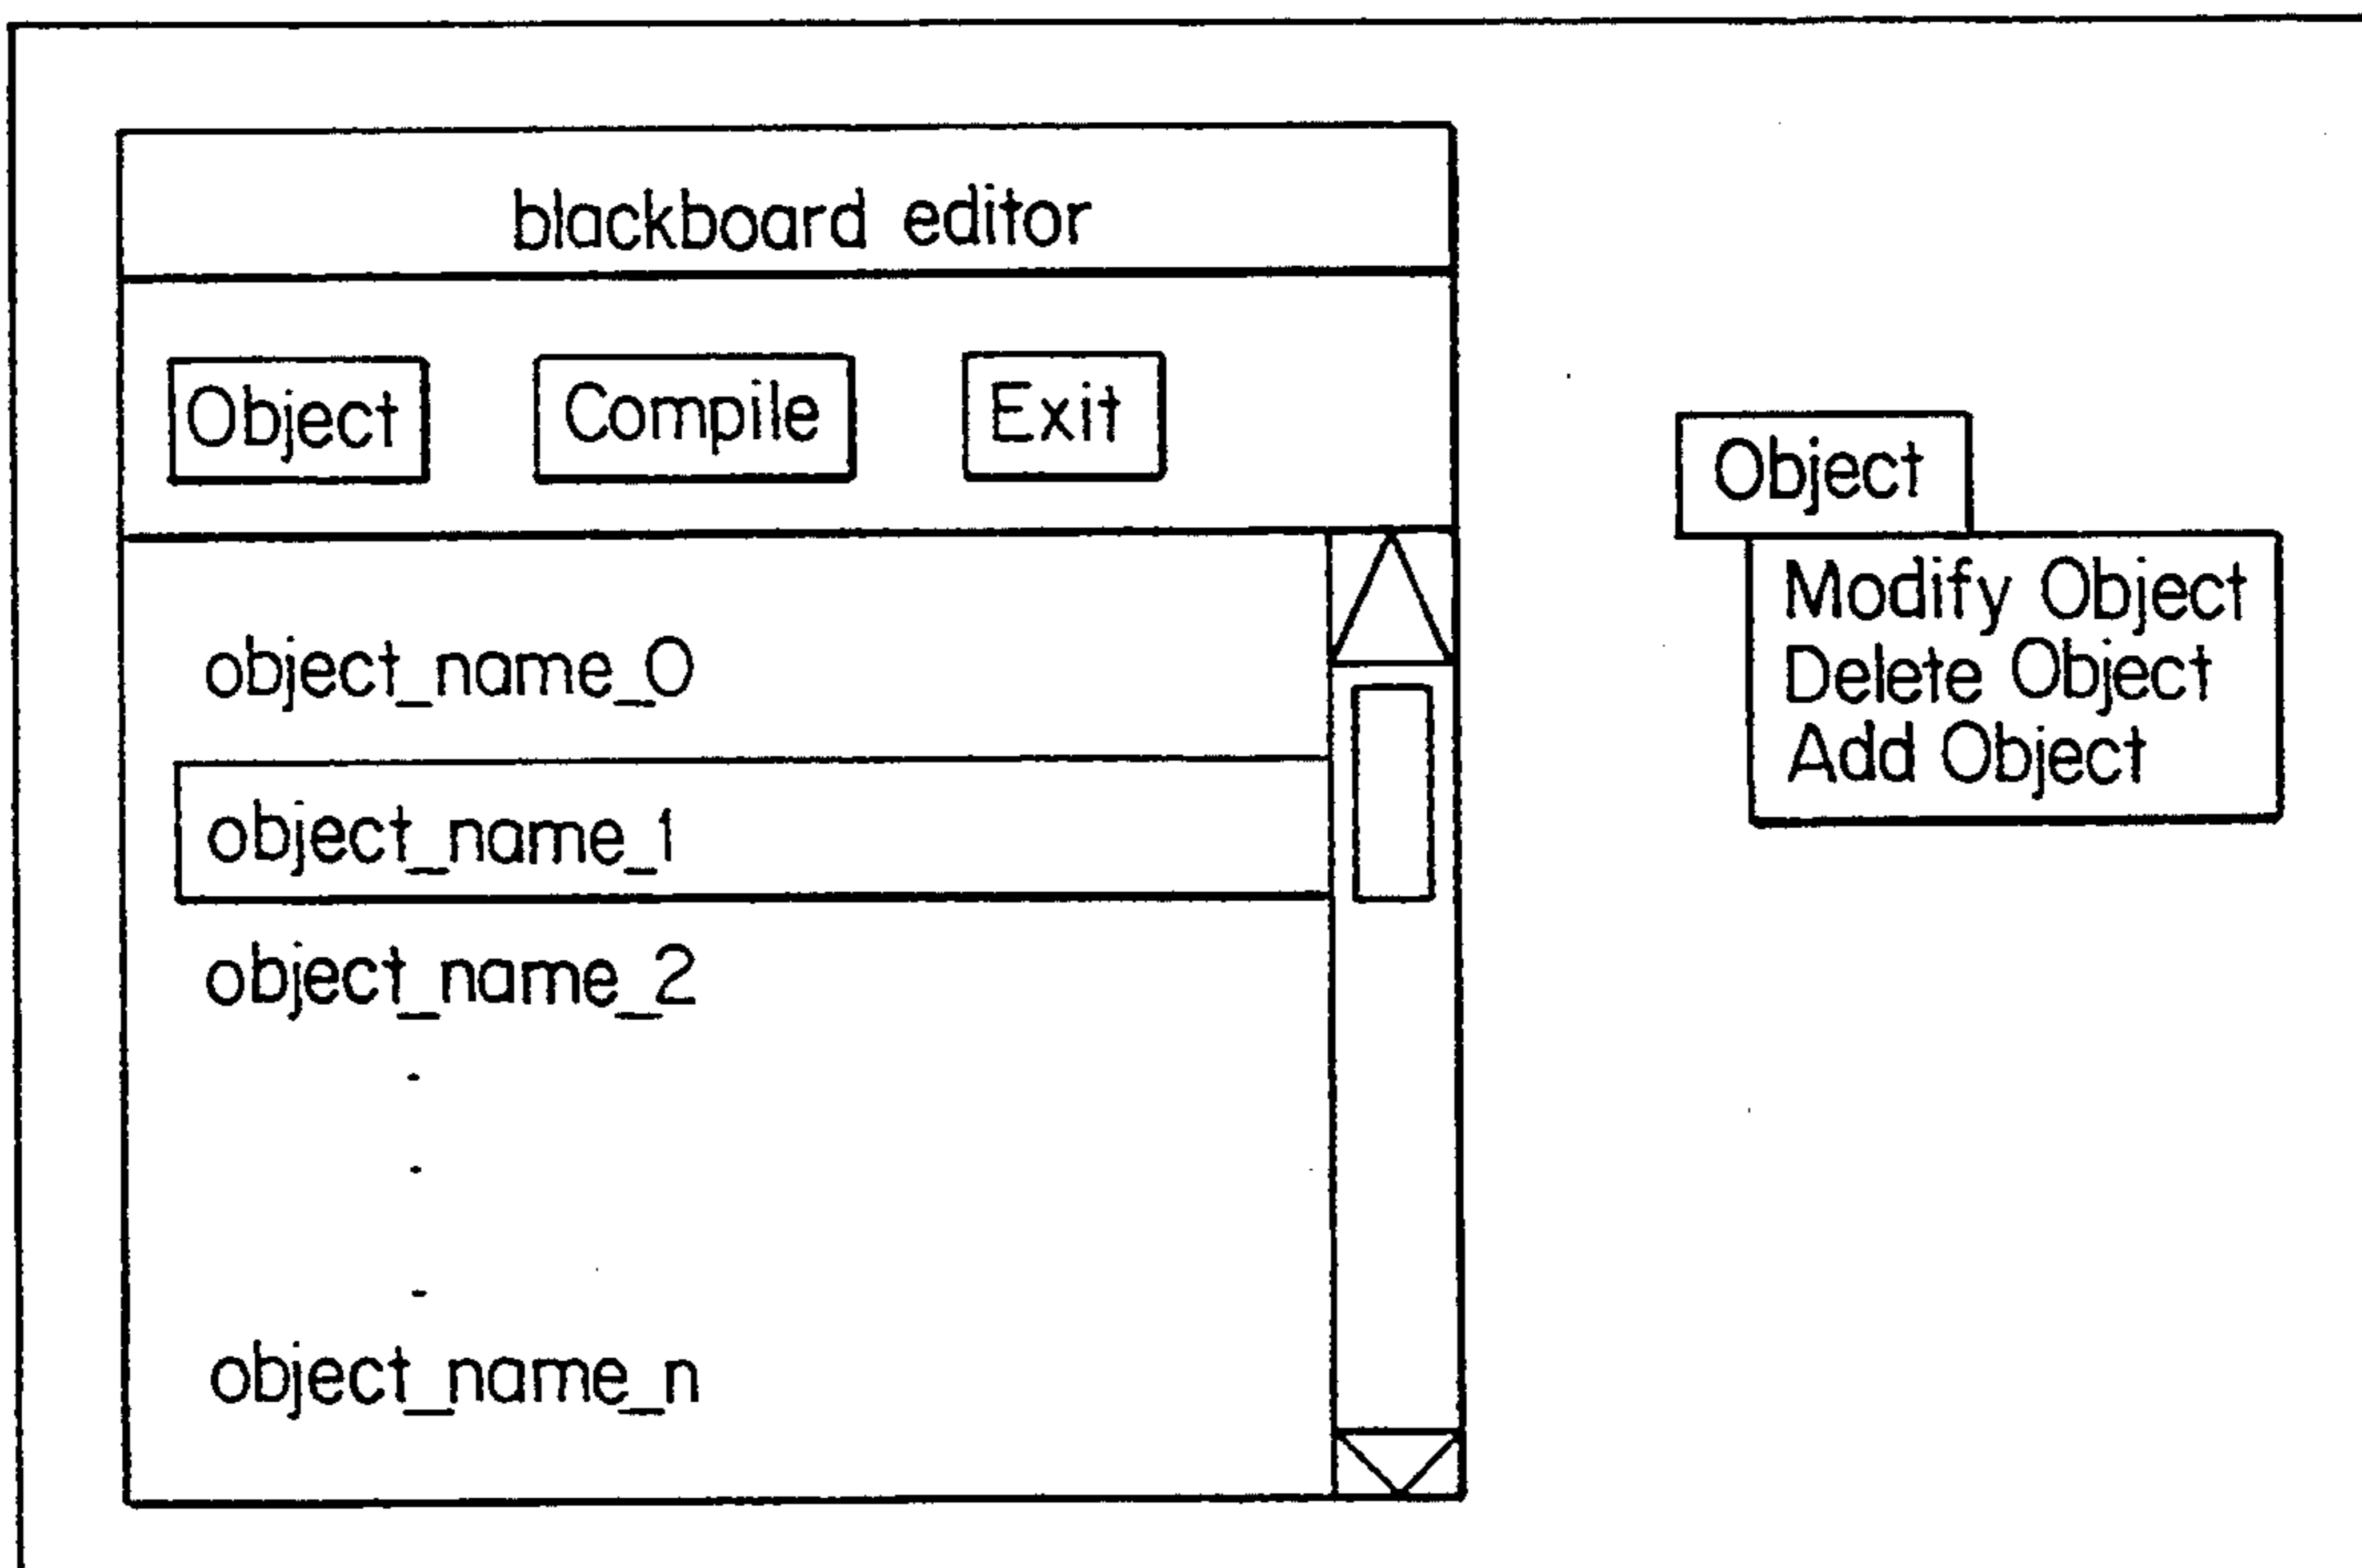 blackboard editor
Object Compile Exit
object_name_0
object_name_1
object_name_2
object_name_n
Object
Modify Object
Delete Object
Add Object